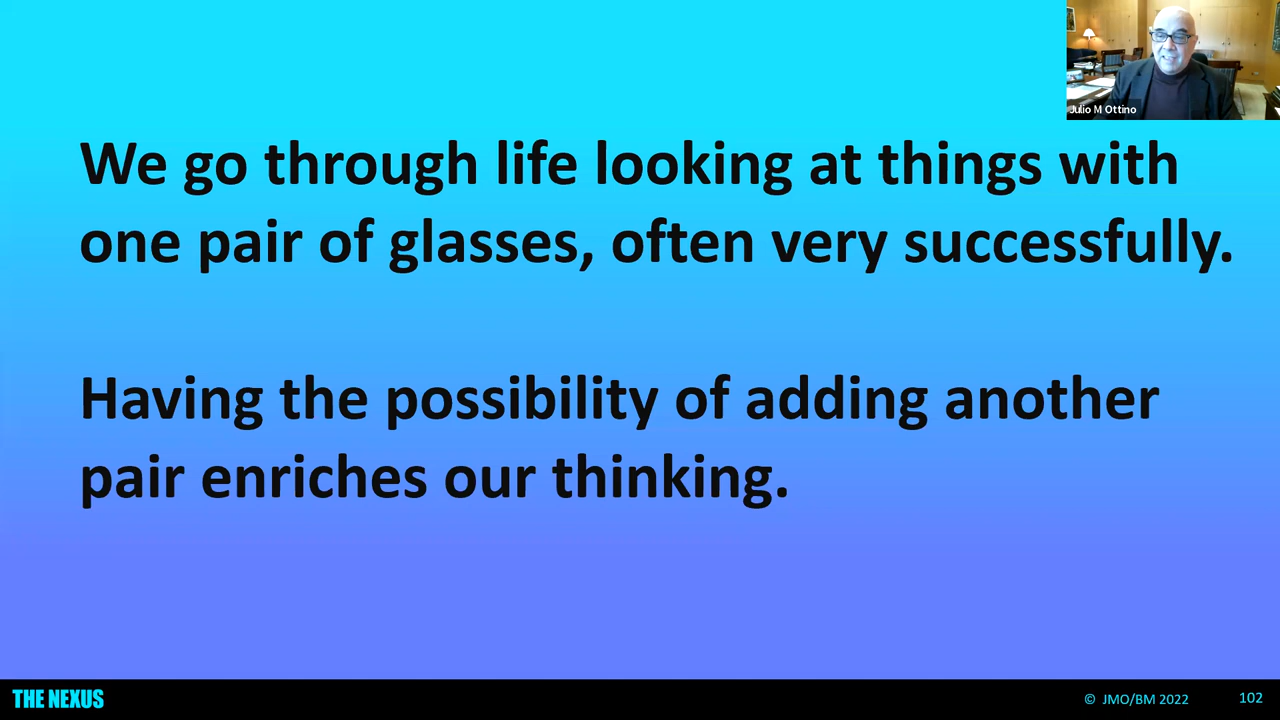 Julio M Ottino
We go through life looking at things with
one pair of glasses, often very successfully.
Having the possibility of adding another
pair enriches our thinking.
THE NEXUS
© JMO/BM 2022
102